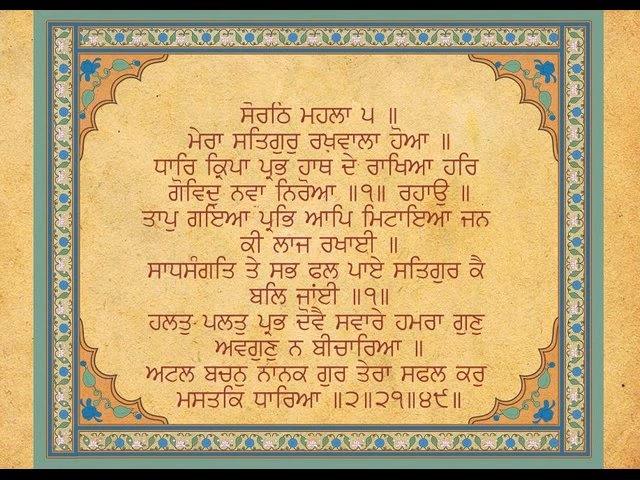 ਸੋਰਠਿ ਮਹਲਾ ੫ ॥
ਮੇਰਾ ਸਤਿਗੁਰੁ ਰਖਵਾਲਾ ਹੋਆ ॥
ਧਾਰਿ ਕ੍ਰਿਪਾ ਪ੍ਰਭ ਹਾਥ ਦੇ ਰਾਖਿਆ ਹਰਿ
ਗੋਵਿਦੁ ਨਵਾ ਨਿਰੋਆ ॥੧॥ ਰਹਾਉ ॥
ਤਾਪੁ ਗਇਆ ਪ੍ਰਭਿ ਆਪਿ ਮਿਟਾਇਆ ਜਨ
ਕੀ ਲਾਜ ਰਖਾਈ ॥
ਸਾਧਸੰਗਤਿ ਤੇ ਸਭ ਫਲ ਪਾਏ ਸਤਿਗੁਰ ਕੈ
ਬਲਿ ਜਾਂਈ ॥੧॥
ਹਲਤੁ ਪਲਤੁ ਪ੍ਰਭ ਦੋਵੈ ਸਵਾਰੇ ਹਮਰਾ ਗੁਣੁ
ਅਵਗੁਣੁ ਨ ਬੀਚਾਰਿਆ ॥
ਅਟਲ ਬਚਨੁ ਨਾਨਕ ਗੁਰ ਤੇਰਾ ਸਫਲ ਕਰੁ
ਮਸਤਕਿ ਧਾਰਿਆ ॥੨॥੨੧॥੪੯॥